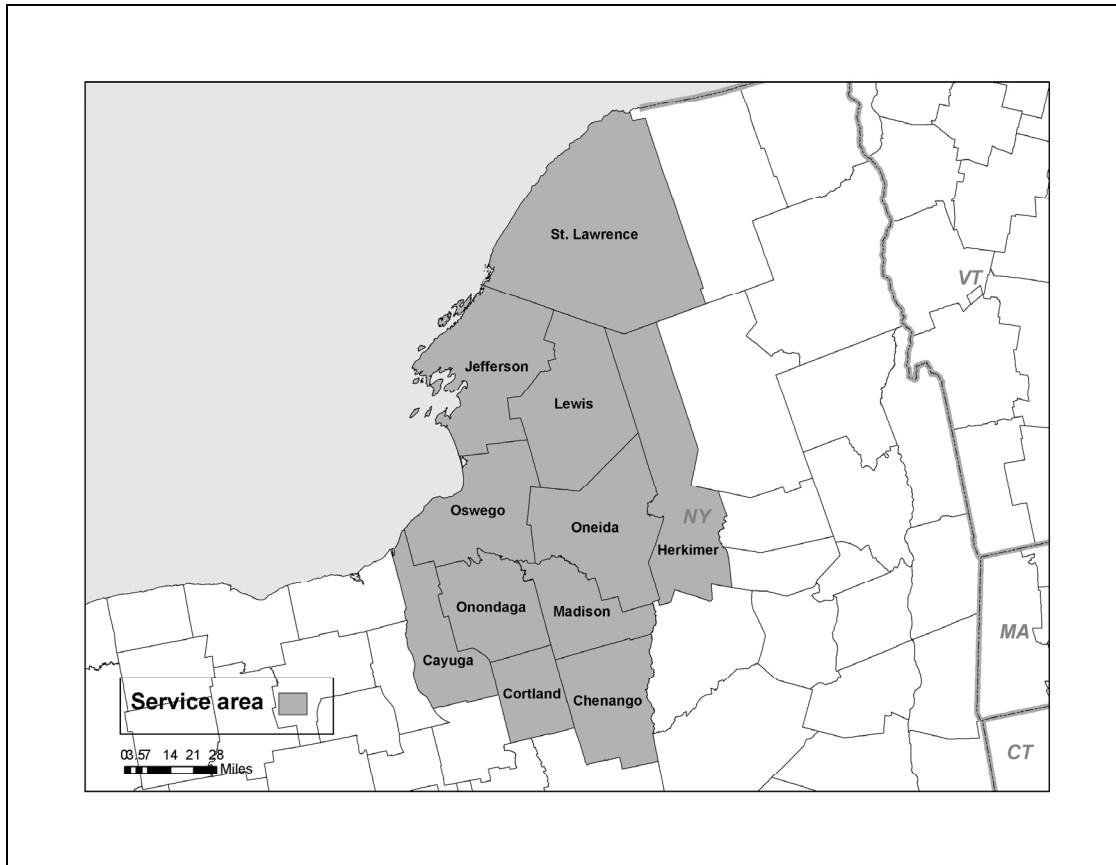 St. Lawrence
VT
Jefferson
Lewis
Oswego
NY
Oneida
Herkimer
Onondaga
Madison
MA
Cayuga
Cortland
Chenango
Service area
CT
03.57 14 21 28
Miles